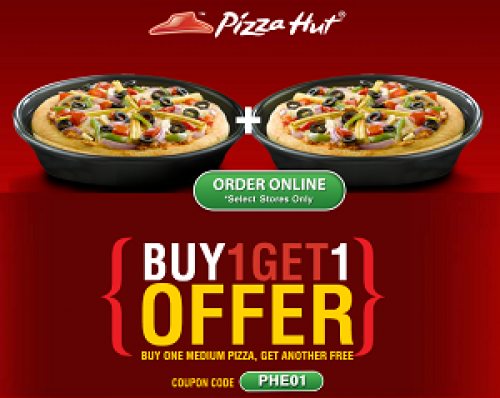 Pizza Hut®
+
ORDER ONLINE
*Select Stores Only
BUY1GET1
OFFER
BUY ONE MEDIUM PIZZA, GET ANOTHER FREE
COUPON CODE PHE01